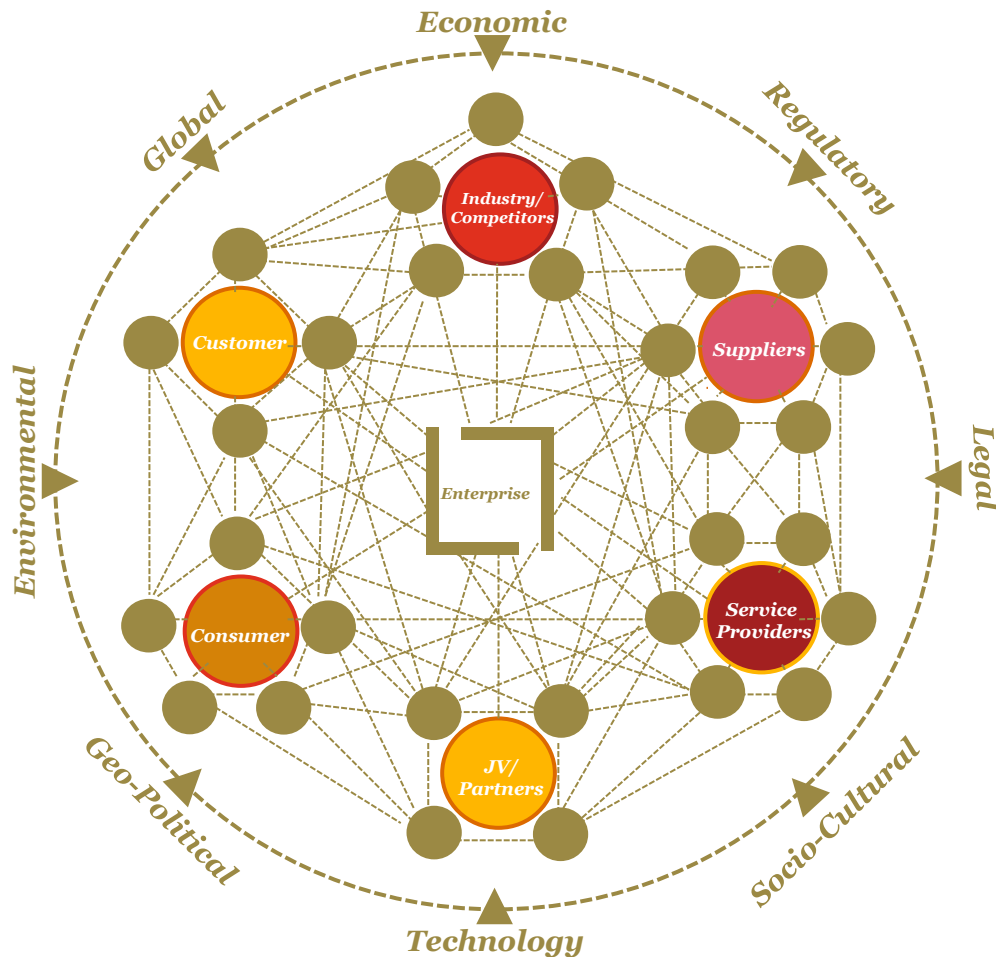 Economic
Global
Regulatory
Industry/
Competitors
Customer
Suppliers
Environmental
Legal
Enterprise
Consumer
Service
Providers
JV/
Partners
Geo-Political
Socio-Cultural
Technology